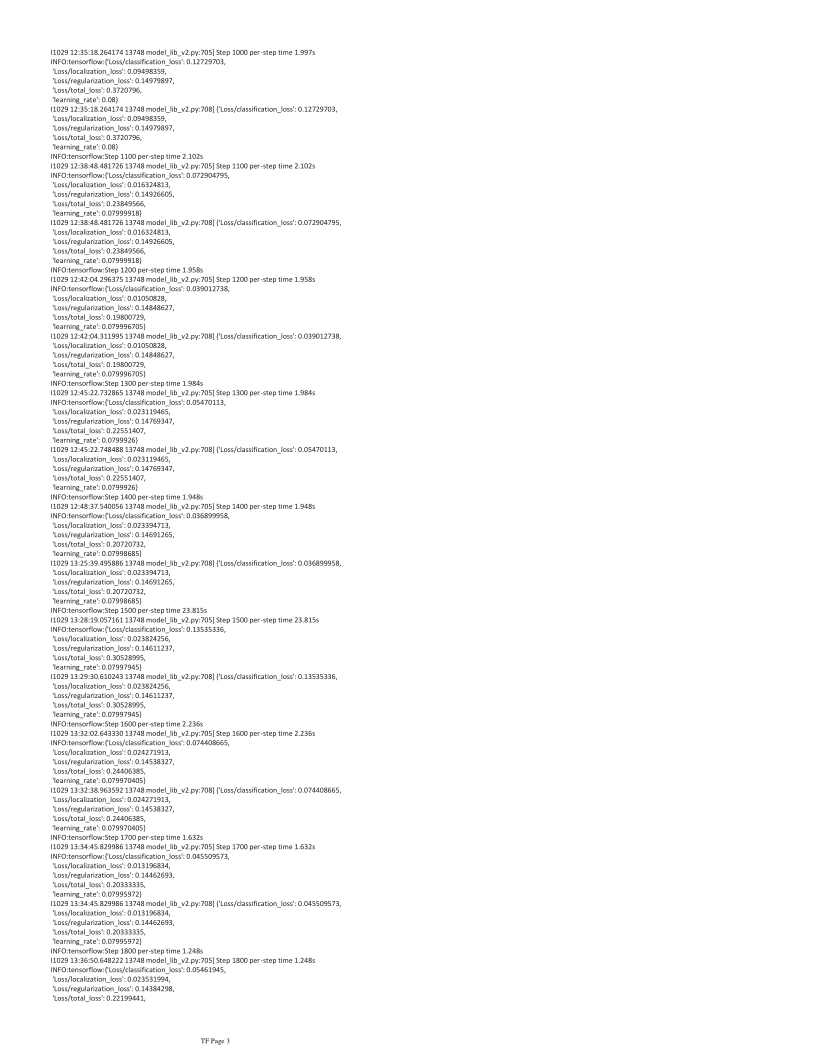 I1029 12:35:18.264174 13748 model_lib_v2.py:705] Step 1000 per-step time 1.997s
INFO:tensorflow:{'Loss/classification_loss': 0.12729703,
'Loss/localization_loss': 0.09498359,
'Loss/regularization_loss': 0.14979897,
'Loss/total_loss': 0.3720796,
'learning_rate': 0.08}
I1029 12:35:18.264174 13748 model_lib_v2.py:708] {'Loss/classification_loss': 0.12729703,
'Loss/localization_loss': 0.09498359,
'Loss/regularization_loss': 0.14979897,
'Loss/total_loss': 0.3720796,
'learning_rate': 0.08}
INFO:tensorflow:Step 1100 per-step time 2.102s
I1029 12:38:48.481726 13748 model_lib_v2.py:705] Step 1100 per-step time 2.102s
INFO:tensorflow:{'Loss/classification_loss': 0.072904795,
'Loss/localization_loss': 0.016324813,
'Loss/regularization_loss': 0.14926605,
'Loss/total_loss': 0.23849566,
'learning_rate': 0.07999918}
I1029 12:38:48.481726 13748 model_lib_v2.py:708] {'Loss/classification_loss': 0.072904795,
'Loss/localization_loss': 0.016324813,
'Loss/regularization_loss': 0.14926605,
'Loss/total_loss': 0.23849566,
'learning_rate': 0.07999918}
INFO:tensorflow:Step 1200 per-step time 1.958s
I1029 12:42:04.296375 13748 model_lib_v2.py:705] Step 1200 per-step time 1.958s
INFO:tensorflow:{'Loss/classification_loss': 0.039012738,
'Loss/localization_loss': 0.01050828,
'Loss/regularization_loss': 0.14848627,
'Loss/total_loss': 0.19800729,
'learning_rate': 0.079996705}
I1029 12:42:04.311995 13748 model_lib_v2.py:708] {'Loss/classification_loss': 0.039012738,
'Loss/localization_loss': 0.01050828,
'Loss/regularization_loss': 0.14848627,
'Loss/total_loss': 0.19800729,
'learning_rate': 0.079996705}
INFO:tensorflow:Step 1300 per-step time 1.984s
I1029 12:45:22.732865 13748 model_lib_v2.py:705] Step 1300 per-step time 1.984s
INFO:tensorflow:{'Loss/classification_loss': 0.05470113,
'Loss/localization_loss': 0.023119465,
'Loss/regularization_loss': 0.14769347,
'Loss/total_loss': 0.22551407,
'learning_rate': 0.0799926}
I1029 12:45:22.748488 13748 model_lib_v2.py:708] {'Loss/classification_loss': 0.05470113,
'Loss/localization_loss': 0.023119465,
'Loss/regularization_loss': 0.14769347,
'Loss/total_loss': 0.22551407,
'learning_rate': 0.0799926}
INFO:tensorflow:Step 1400 per-step time 1.948s
I1029 12:48:37.540056 13748 model_lib_v2.py:705] Step 1400 per-step time 1.948s
INFO:tensorflow:{'Loss/classification_loss': 0.036899958,
'Loss/localization_loss': 0.023394713,
'Loss/regularization_loss': 0.14691265,
'Loss/total_loss': 0.20720732,
'learning_rate': 0.07998685}
I1029 13:25:39.495886 13748 model_lib_v2.py:708] {'Loss/classification_loss': 0.036899958,
'Loss/localization_loss': 0.023394713,
'Loss/regularization_loss': 0.14691265,
'Loss/total_loss': 0.20720732,
'learning_rate': 0.07998685}
INFO:tensorflow:Step 1500 per-step time 23.815s
I1029 13:28:19.057161 13748 model_lib_v2.py:705] Step 1500 per-step time 23.815s
INFO:tensorflow:{'Loss/classification_loss': 0.13535336,
'Loss/localization_loss': 0.023824256,
'Loss/regularization_loss': 0.14611237,
'Loss/total_loss': 0.30528995,
'learning_rate': 0.07997945}
I1029 13:29:30.610243 13748 model_lib_v2.py:708] {'Loss/classification_loss': 0.13535336,
'Loss/localization_loss': 0.023824256,
'Loss/regularization_loss': 0.14611237,
'Loss/total_loss': 0.30528995,
'learning_rate': 0.07997945}
INFO:tensorflow:Step 1600 per-step time 2.236s
I1029 13:32:02.643330 13748 model_lib_v2.py:705] Step 1600 per-step time 2.236s
INFO:tensorflow:{'Loss/classification_loss': 0.074408665,
'Loss/localization_loss': 0.024271913,
'Loss/regularization_loss': 0.14538327,
'Loss/total_loss': 0.24406385,
'learning_rate': 0.079970405}
I1029 13:32:38.963592 13748 model_lib_v2.py:708] {'Loss/classification_loss': 0.074408665,
'Loss/localization_loss': 0.024271913,
'Loss/regularization_loss': 0.14538327,
'Loss/total_loss': 0.24406385,
'learning_rate': 0.079970405}
INFO:tensorflow:Step 1700 per-step time 1.632s
I1029 13:34:45.829986 13748 model_lib_v2.py:705] Step 1700 per-step time 1.632s
INFO:tensorflow:{'Loss/classification_loss': 0.045509573,
'Loss/localization_loss': 0.013196834,
'Loss/regularization_loss': 0.14462693,
'Loss/total_loss': 0.20333335,
'learning_rate': 0.07995972}
I1029 13:34:45.829986 13748 model_lib_v2.py:708] {'Loss/classification_loss': 0.045509573,
'Loss/localization_loss': 0.013196834,
'Loss/regularization_loss': 0.14462693,
'Loss/total_loss': 0.20333335,
'learning_rate': 0.07995972}
INFO:tensorflow:Step 1800 per-step time 1.248s
I1029 13:36:50.648222 13748 model_lib_v2.py:705] Step 1800 per-step time 1.248s
INFO:tensorflow:{'Loss/classification_loss': 0.05461945,
'Loss/localization_loss': 0.023531994,
'Loss/regularization_loss': 0.14384298,
'Loss/total_loss': 0.22199441,
TF Page 3